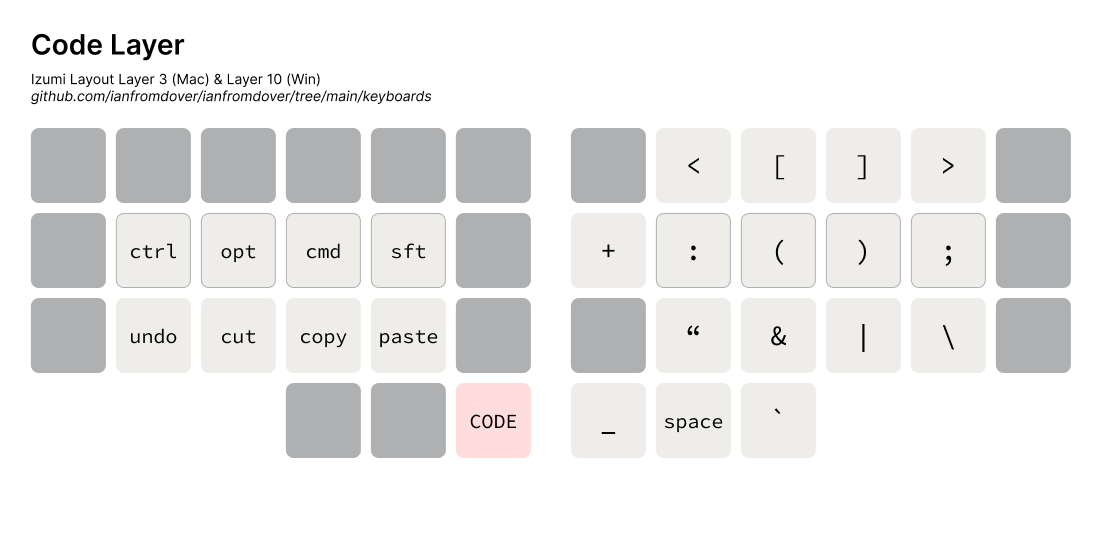 Code Layer
Izumi Layout Layer 3 (Mac) & Layer 10 (Win)
github.com/ianfromdover/ianfromdover/tree/main/keyboards
< [ ] >
ctrl opt cmd sft + : ( ) ;
undo cut copy paste “ & | \
CODE _ space `